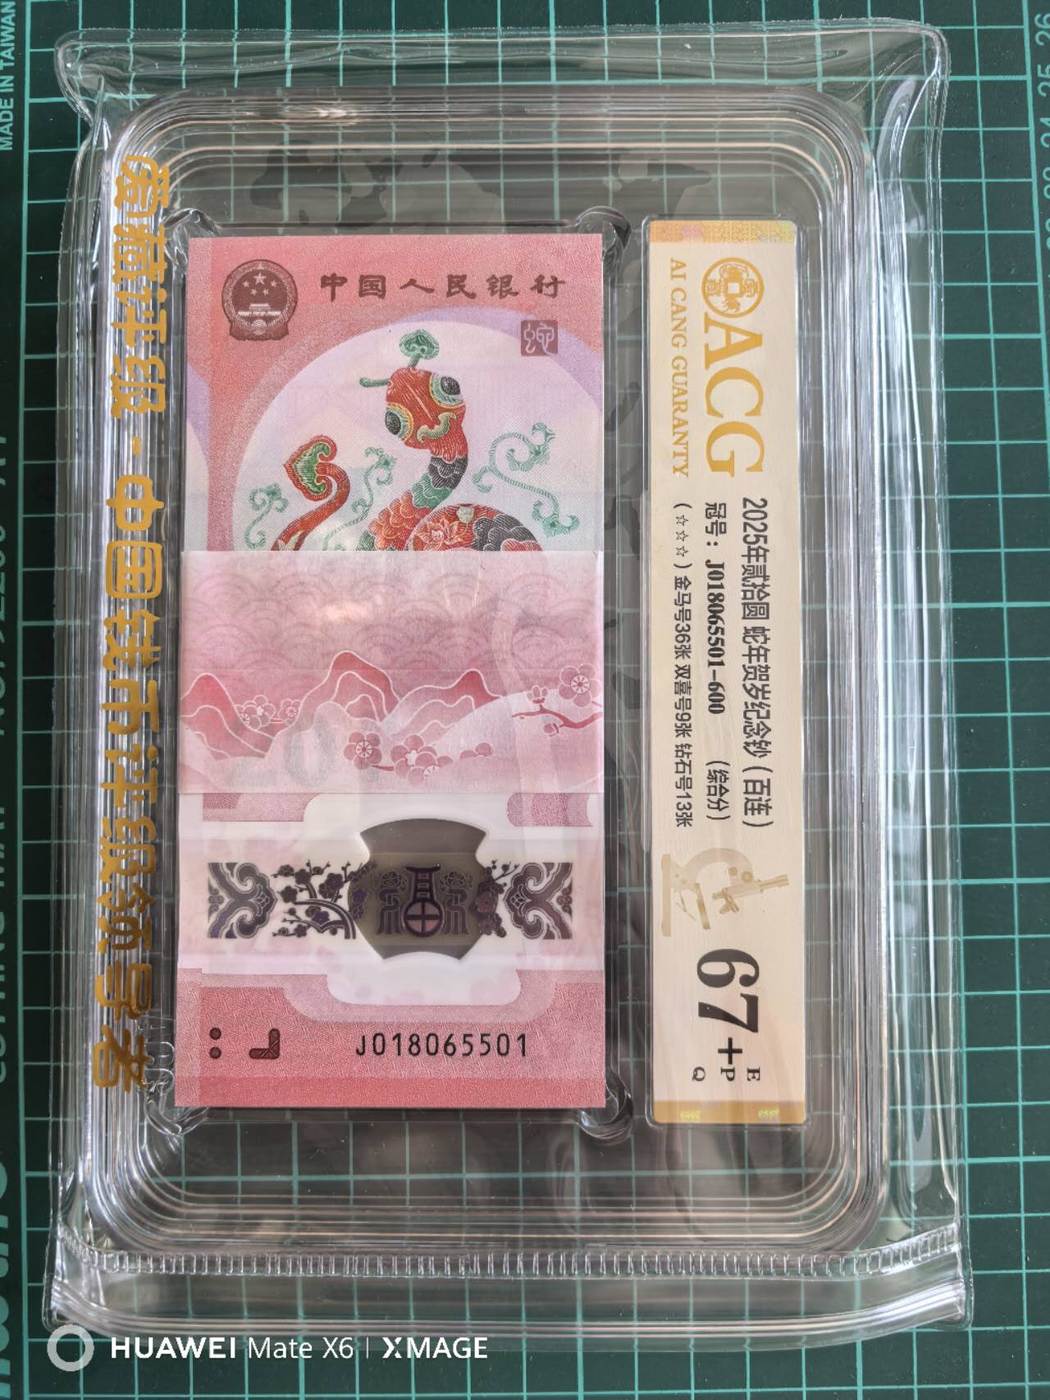 MADE IN TAIWAN
爱藏评级·中国钱币评级领导者
中国人民银行
J018065501
ACG
AI CANG GUARANTY
2025年贰拾圆 蛇年贺岁纪念钞（百连）
冠号：J018065501-600 （综合分）
（☆☆☆）金马号36张 双喜号9张 钻石号13张
67+
E
P
Q
26
25
24
HUAWEI Mate X6 | XMAGE